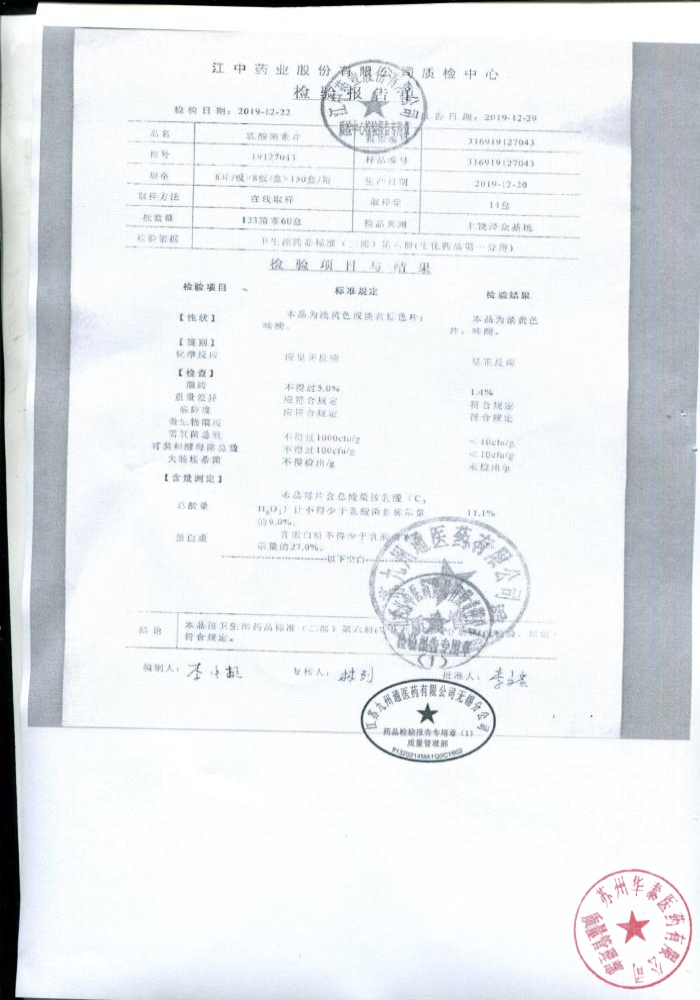 江中药业股份有限公司质检中心
检验报告单
检验日期：2019-12-22 报告日期：2019-12-29
品名 乳酸菌素片 316919127043
批号 19127043 样品编号 316919127043
规格 8片/板×8板/盒×150盒/箱 生产日期 2019-12-20
取样方法 在线取样 取样量 14盒
批数量 123箱零60盒 检品来源
检验依据 卫生部药品标准（二部）第六册(生化药品第一分册)
检验项目与结果
检验项目 标准规定 检验结果
【性状】 本品为淡黄色或淡黄棕色片；味酸。 本品为淡黄色片；味酸。
【鉴别】
化学反应 应呈正反应 呈正反应
【检查】
脂肪 不得过5.0% 1.4%
重量差异 应符合规定 符合规定
脆碎度 应符合规定 符合规定
微生物限度
需氧菌总数 不得过1000cfu/g ＜10cfu/g
霉菌和酵母菌总数 不得过100cfu/g ＜10cfu/g
大肠埃希菌 不得检出/g 未检出/g
【含量测定】
总酸量 本品每片含总酸量按乳酸（C₃
H₆O₃）计不得少于乳酸菌素标示量 11.1%
的9.0%。
蛋白质 含蛋白质不得少于乳酸菌素
示量的27.0%。
以下空白
结论 本品按卫生部药品标准（二部）第六册
符合规定。
复核人： 批准人：
江苏九州通医药有限公司无锡分公司
药品检验报告专用章（1）
质量管理部
91320214MA1Q0CYB02
苏州华泰医药有限公司
质量管理部